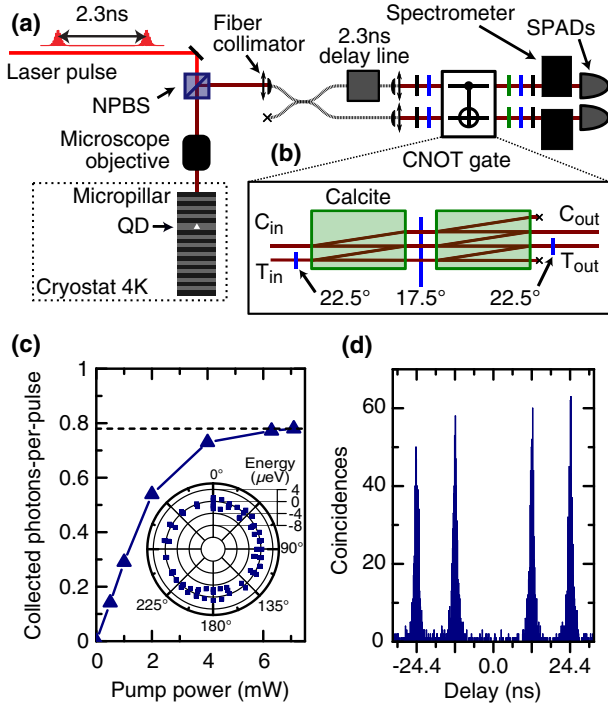 (a)
2.3ns
Laser pulse
NPBS
Microscope
objective
Micropillar
QD
Cryostat 4K
Fiber
collimator
2.3ns
delay line
Spectrometer
SPADs
CNOT gate
(b)
Calcite
C_in
T_in
C_out
T_out
22.5°
17.5°
22.5°
(c)
Collected photons-per-pulse
1
0.8
0.6
0.4
0.2
0
0 2 4 6
Pump power (mW)
Energy
(μeV)
4
0
-4
-8
0°
90°
135°
180°
225°
(d)
Coincidences
60
40
20
0
-24.4 0.0 24.4
Delay (ns)